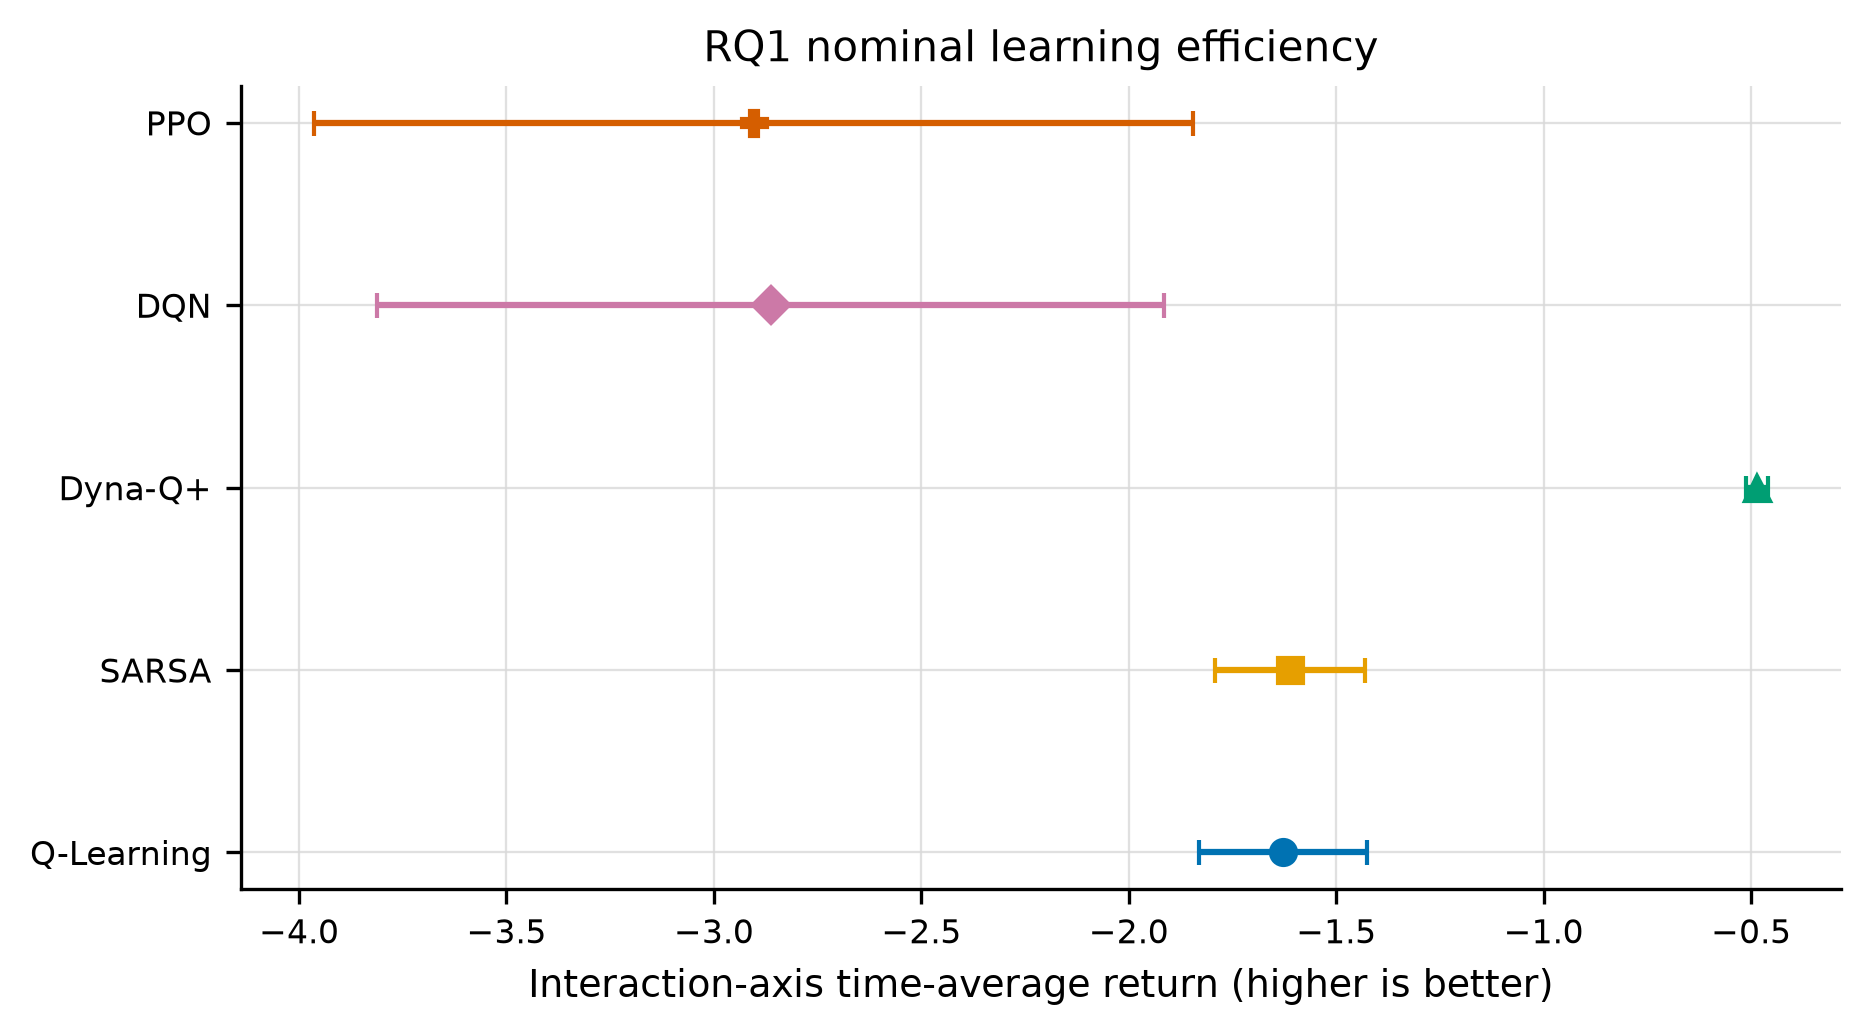 RQ1 nominal learning efficiency
PPO
DQN
Dyna-Q+
SARSA
Q-Learning
−4.0 −3.5 −3.0 −2.5 −2.0 −1.5 −1.0 −0.5
Interaction-axis time-average return (higher is better)